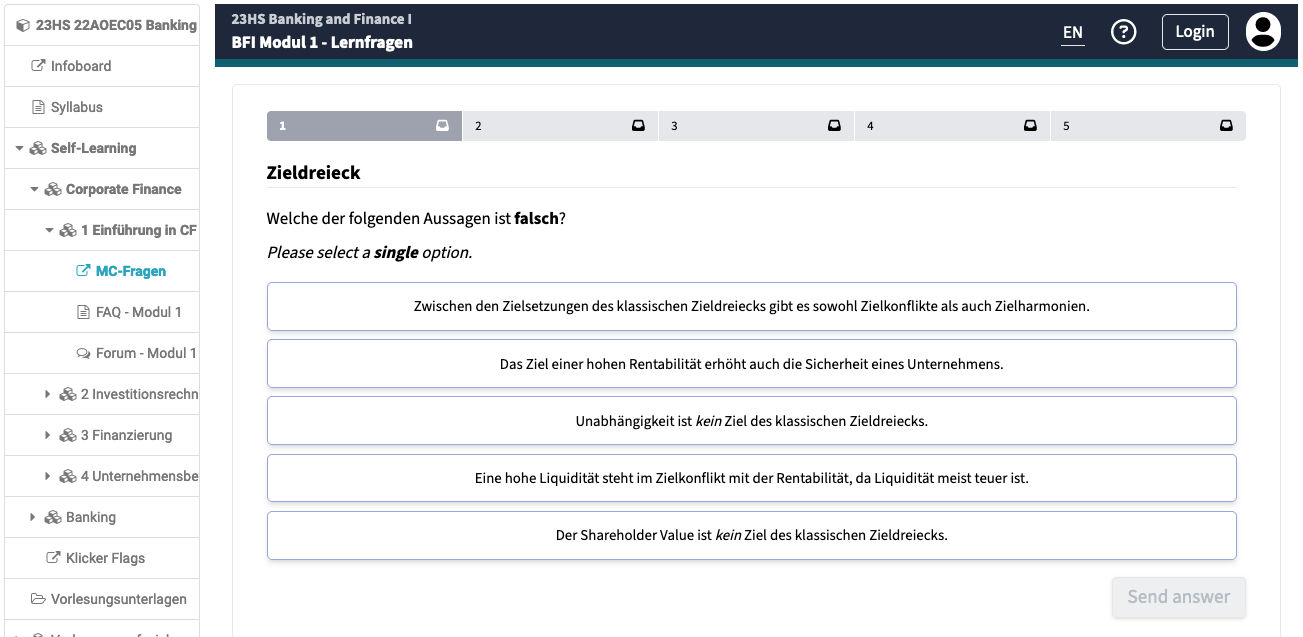 23HS 22AOEC05 Banking
Infoboard
Syllabus
Self-Learning
Corporate Finance
1 Einführung in CF
MC-Fragen
FAQ - Modul 1
Forum - Modul 1
2 Investitionsrechn
3 Finanzierung
4 Unternehmensbe
Banking
Klicker Flags
Vorlesungsunterlagen
23HS Banking and Finance I
BFI Modul 1 - Lernfragen
EN
?
Login
1
2
3
4
5
Zieldreieck
Welche der folgenden Aussagen ist falsch?
Please select a single option.
Zwischen den Zielsetzungen des klassischen Zieldreiecks gibt es sowohl Zielkonflikte als auch Zielharmonien.
Das Ziel einer hohen Rentabilität erhöht auch die Sicherheit eines Unternehmens.
Unabhängigkeit ist kein Ziel des klassischen Zieldreiecks.
Eine hohe Liquidität steht im Zielkonflikt mit der Rentabilität, da Liquidität meist teuer ist.
Der Shareholder Value ist kein Ziel des klassischen Zieldreiecks.
Send answer